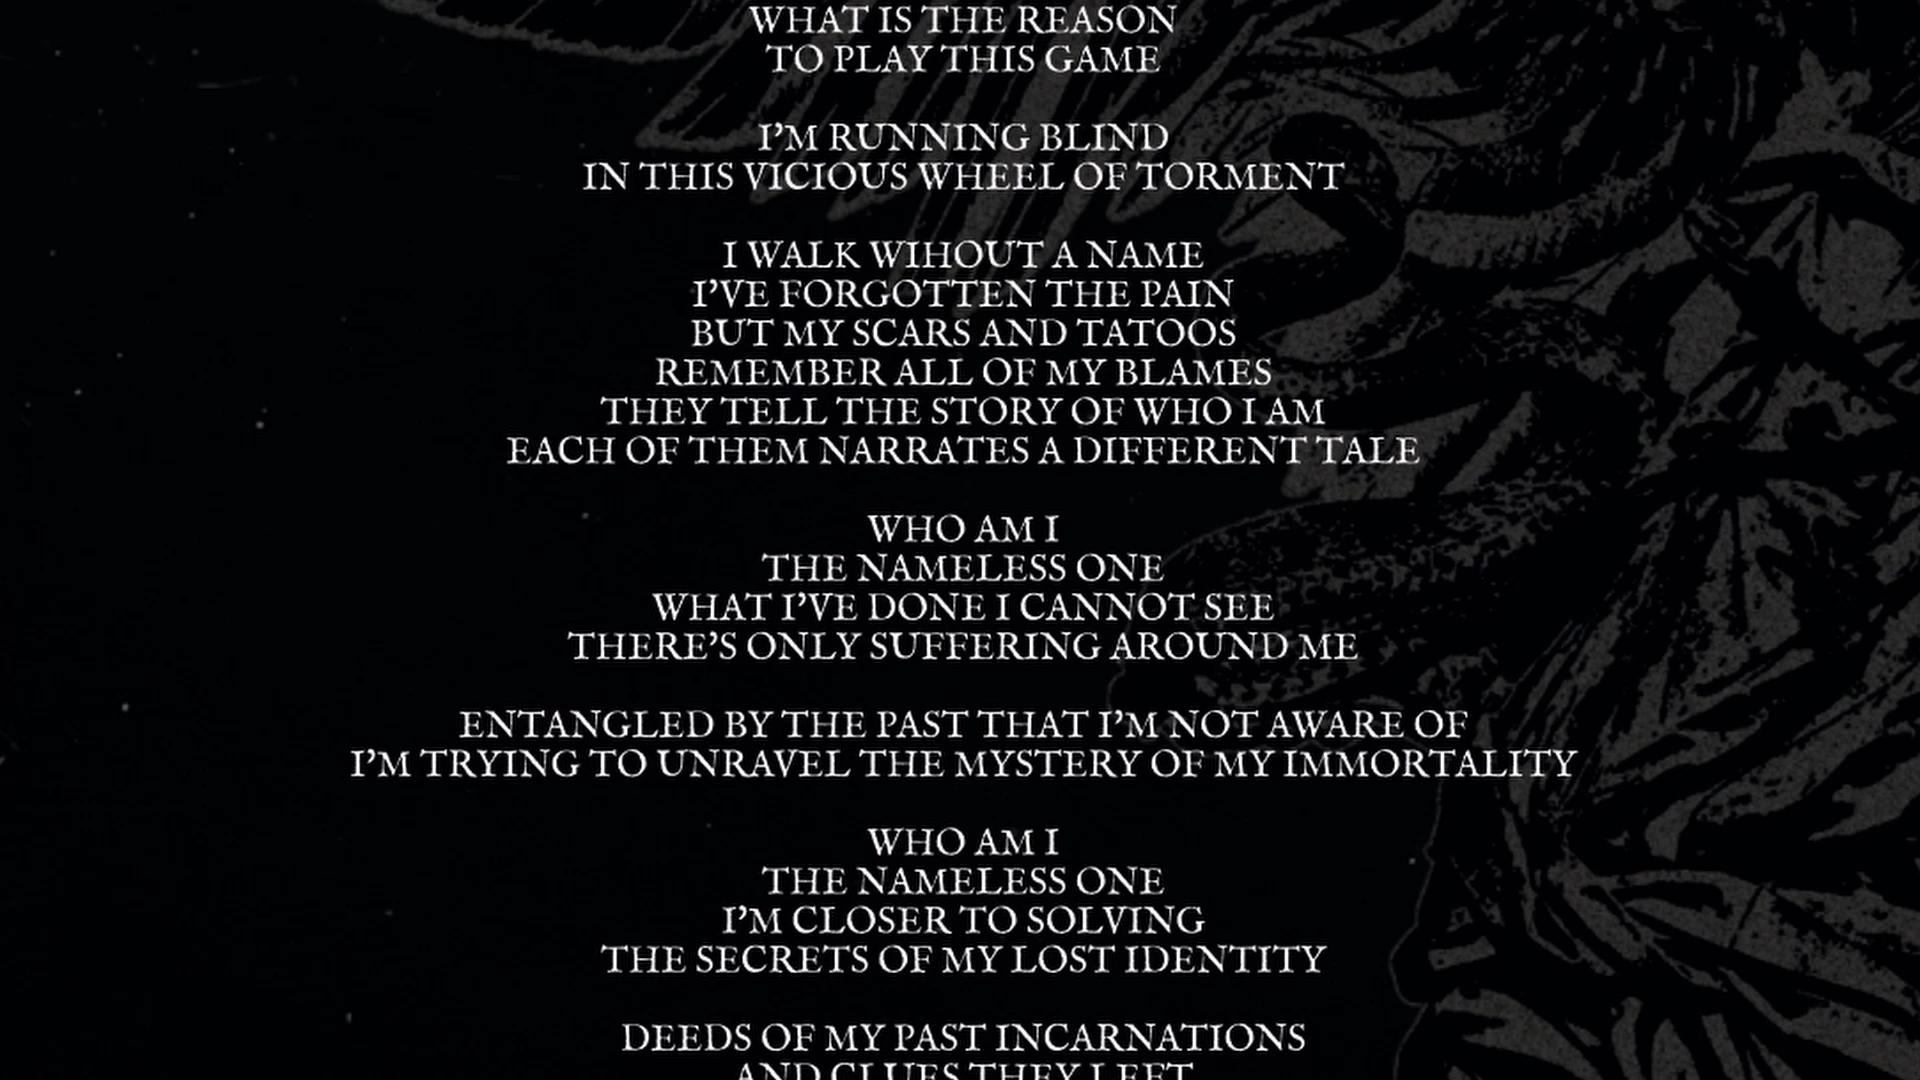 WHAT IS THE REASON
TO PLAY THIS GAME
I'M RUNNING BLIND
IN THIS VICIOUS WHEEL OF TORMENT
I WALK WIHOUT A NAME
I'VE FORGOTTEN THE PAIN
BUT MY SCARS AND TATOOS
REMEMBER ALL OF MY BLAMES
THEY TELL THE STORY OF WHO I AM
EACH OF THEM NARRATES A DIFFERENT TALE
WHO AM I
THE NAMELESS ONE
WHAT I'VE DONE I CANNOT SEE
THERE'S ONLY SUFFERING AROUND ME
ENTANGLED BY THE PAST THAT I'M NOT AWARE OF
I'M TRYING TO UNRAVEL THE MYSTERY OF MY IMMORTALITY
WHO AM I
THE NAMELESS ONE
I'M CLOSER TO SOLVING
THE SECRETS OF MY LOST IDENTITY
DEEDS OF MY PAST INCARNATIONS
AND CLUES THEY LEFT